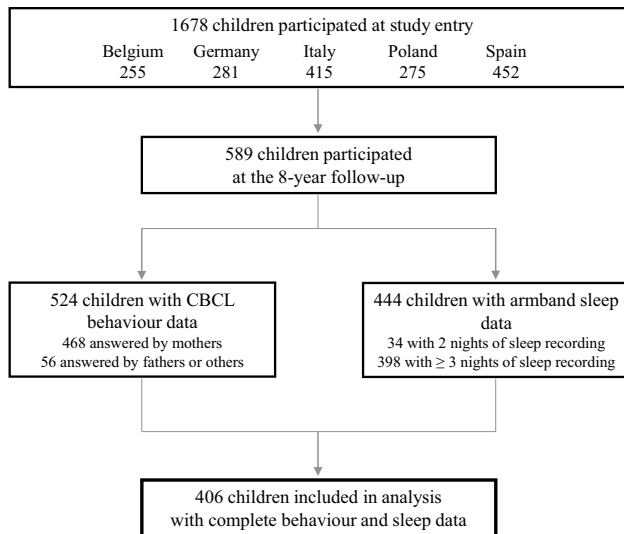 1678 children participated at study entry
Belgium Germany Italy Poland Spain
255 281 415 275 452
589 children participated
at the 8-year follow-up
524 children with CBCL
behaviour data
468 answered by mothers
56 answered by fathers or others
444 children with armband sleep
data
34 with 2 nights of sleep recording
398 with ≥ 3 nights of sleep recording
406 children included in analysis
with complete behaviour and sleep data